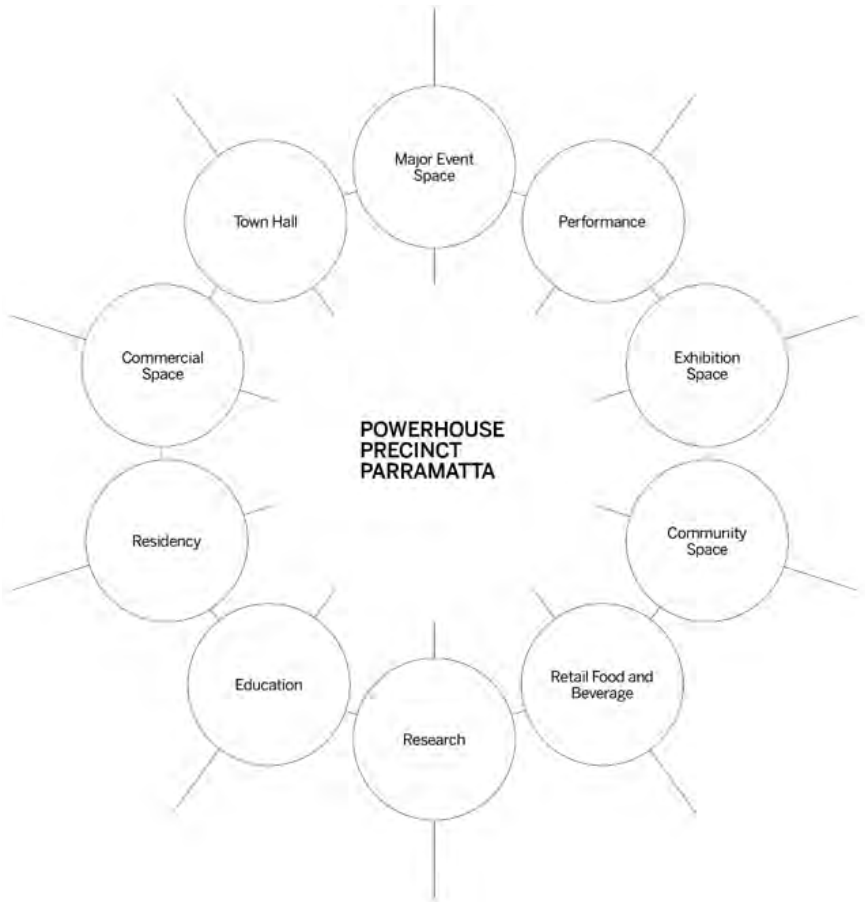 Major Event
Space
Town Hall
Performance
Commercial
Space
Exhibition
Space
POWERHOUSE
PRECINCT
PARRAMATTA
Residency
Community
Space
Education
Retail Food and
Beverage
Research